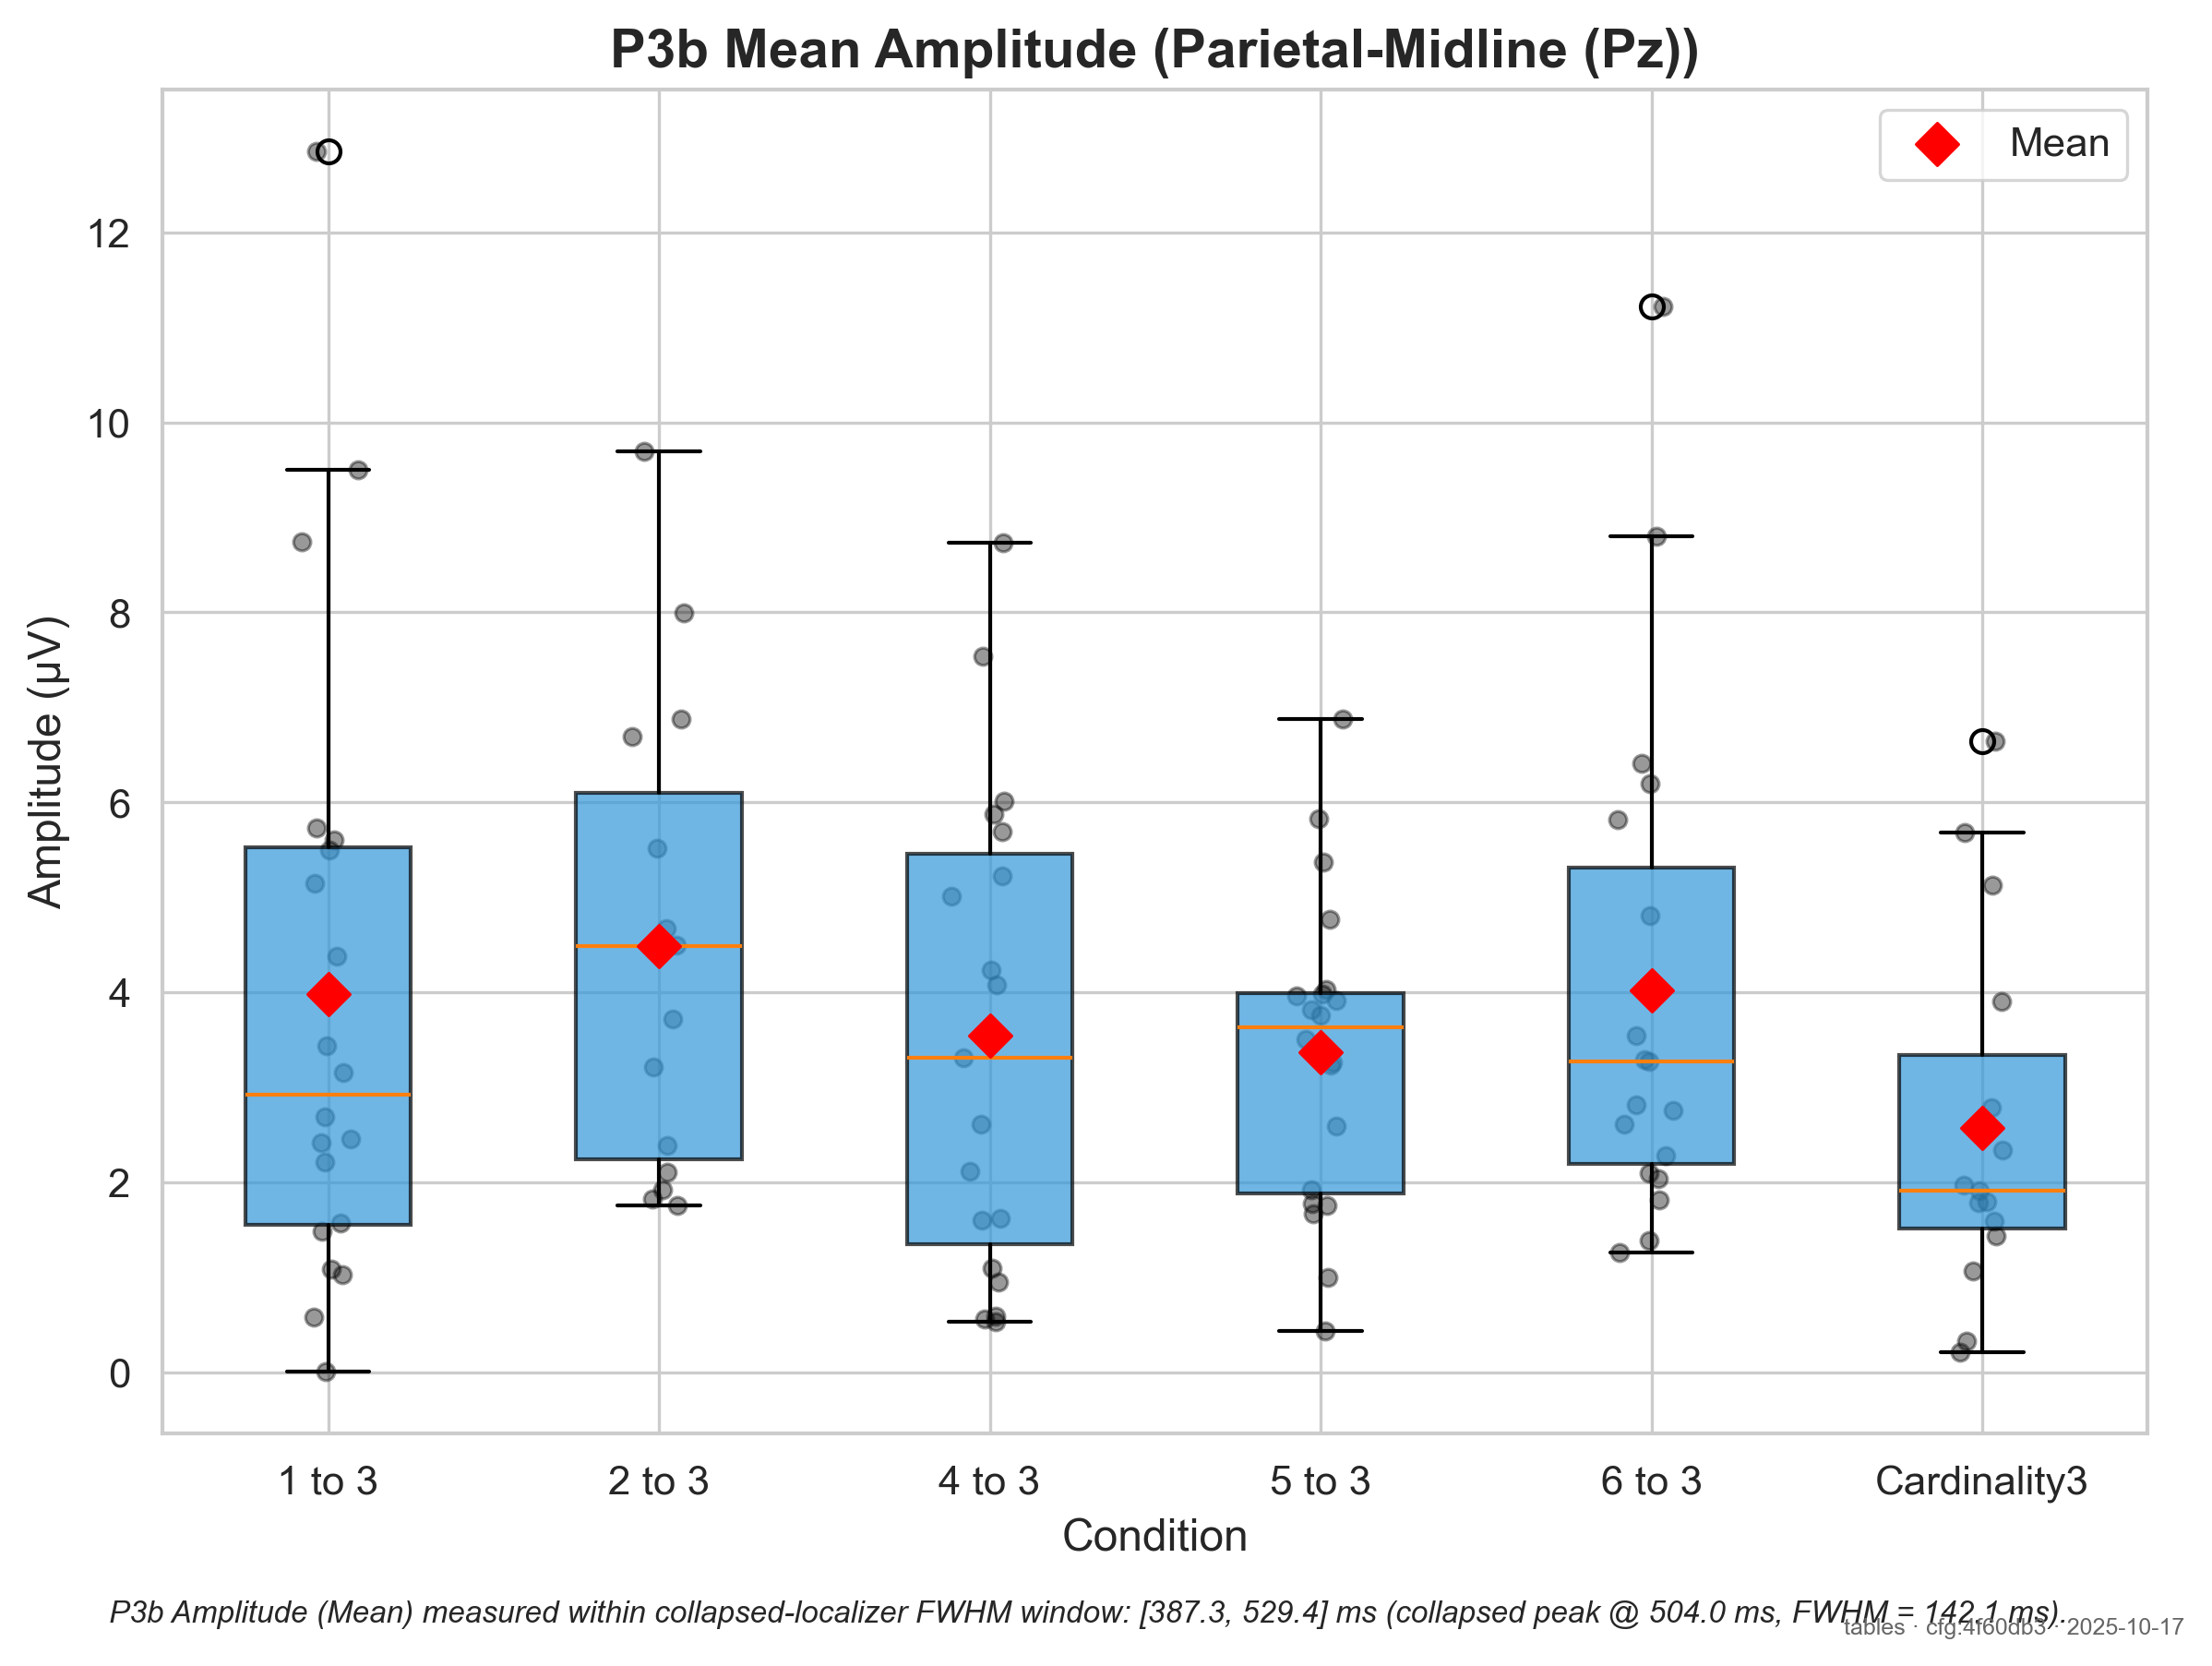 P3b Mean Amplitude (Parietal-Midline (Pz))
Mean
12
10
8
6
4
2
0
Amplitude (µV)
1 to 3
2 to 3
4 to 3
5 to 3
6 to 3
Cardinality3
Condition
P3b Amplitude (Mean) measured within collapsed-localizer FWHM window: [387.3, 529.4] ms (collapsed peak @ 504.0 ms, FWHM = 142.1 ms).
tables · cfg:4f60db3 · 2025-10-17